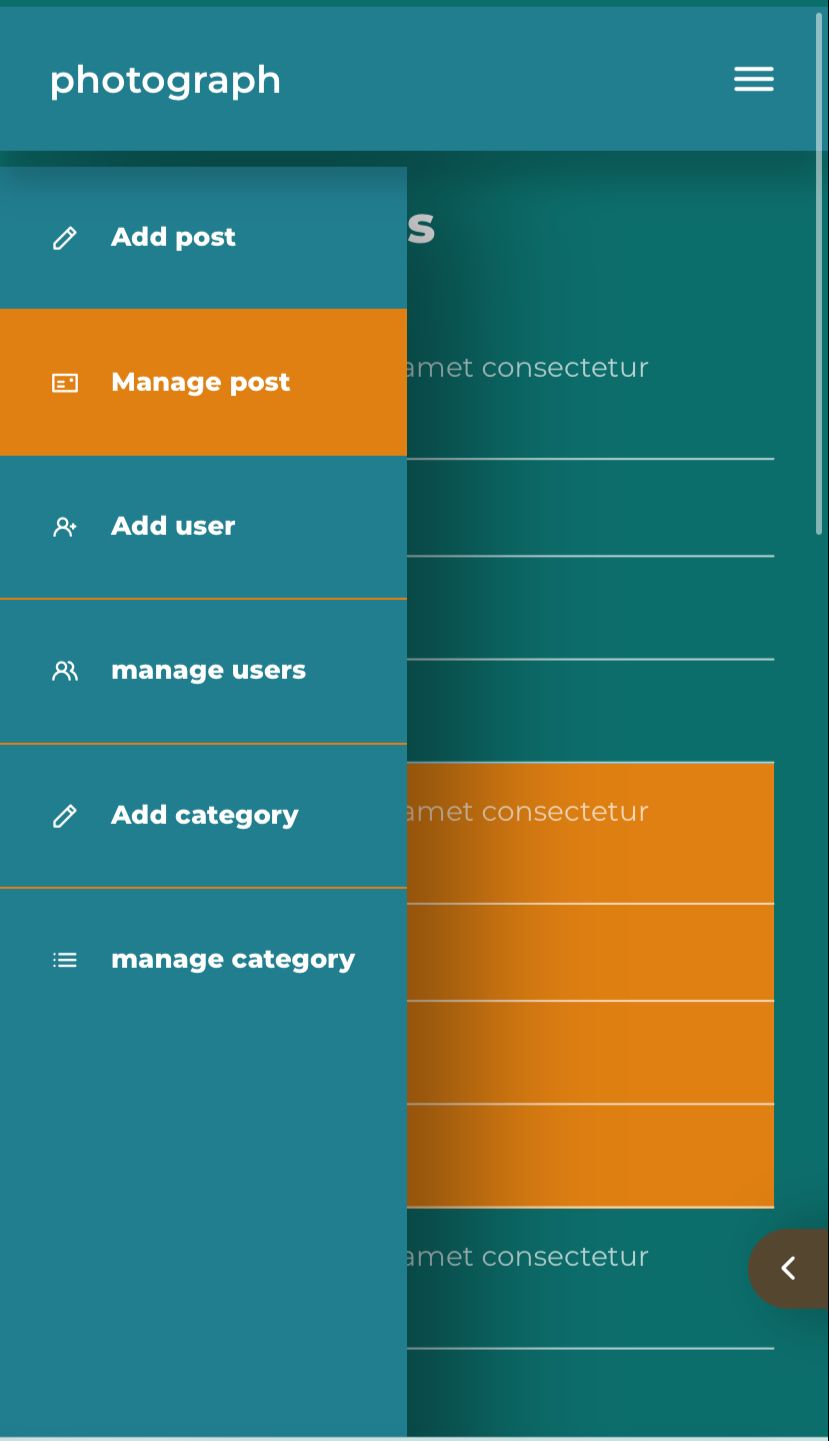 photograph
Add post
s
Manage post
amet consectetur
Add user
manage users
Add category
amet consectetur
manage category
amet consectetur